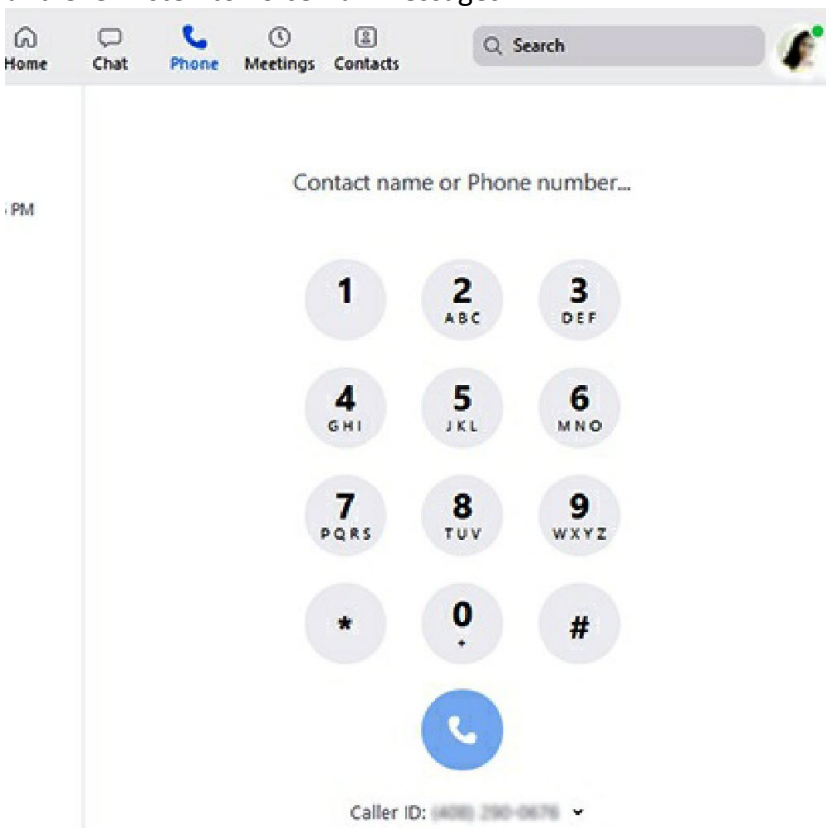 Home Chat Phone Meetings Contacts Search
Contact name or Phone number...
PM
1 2 3
ABC DEF
4 5 6
GHI JKL MNO
7 8 9
PQRS TUV WXYZ
* 0 #
+
Caller ID: